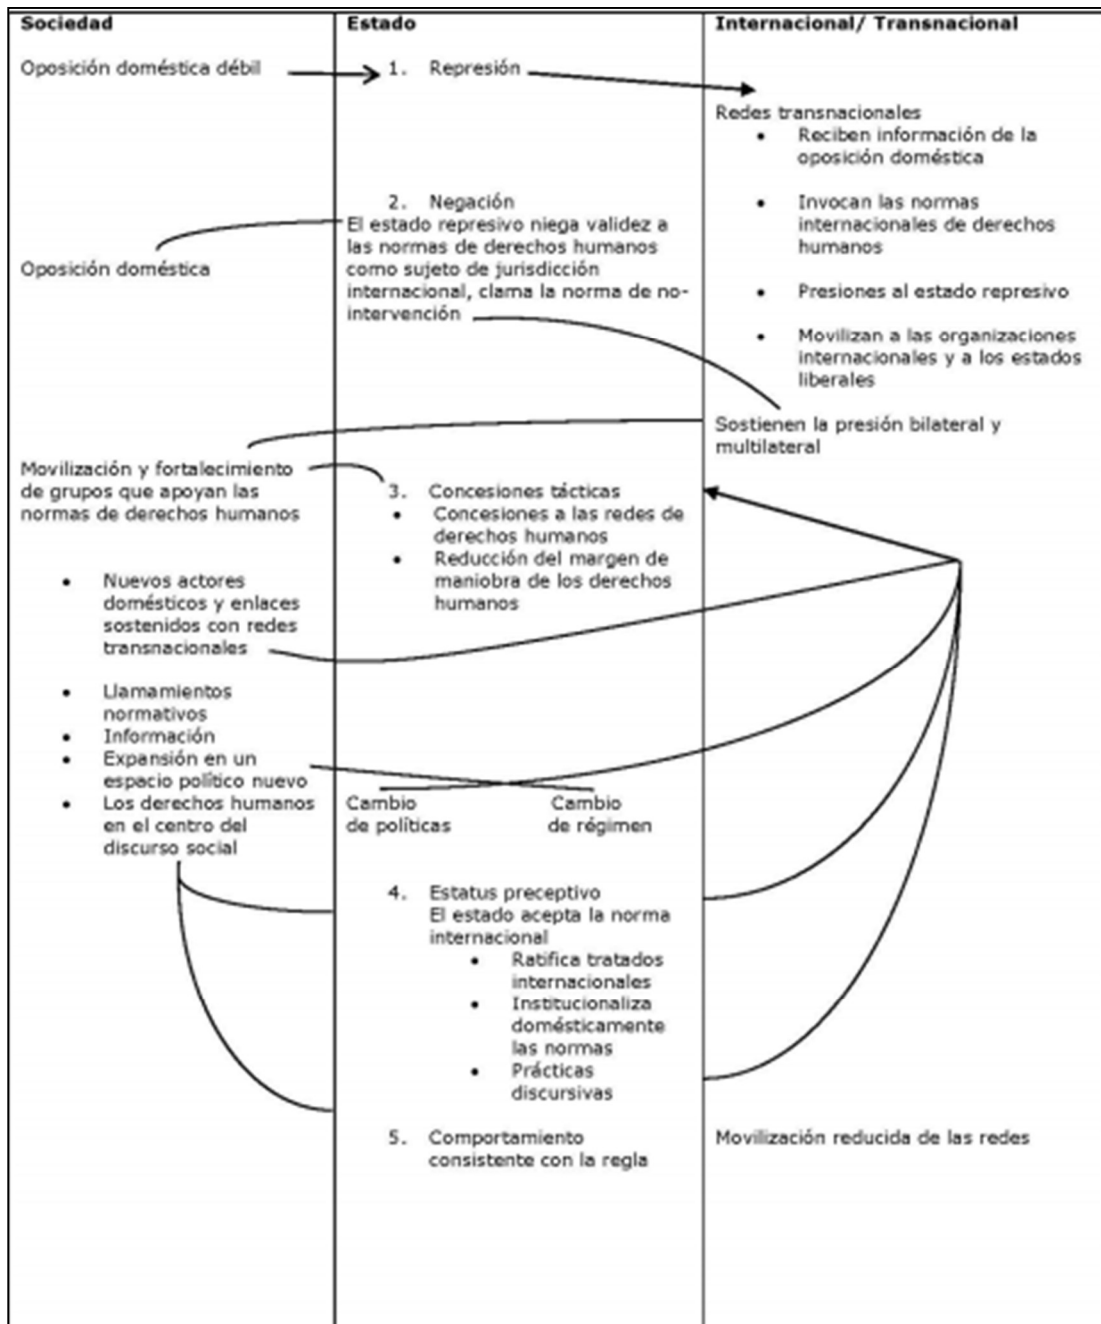 Sociedad
Estado
Internacional/ Transnacional
Oposición doméstica débil
1. Represión
Redes transnacionales
• Reciben información de la
oposición doméstica
2. Negación
El estado represivo niega validez a
las normas de derechos humanos
como sujeto de jurisdicción
internacional, clama la norma de no-
intervención
• Invocan las normas
internacionales de derechos
humanos
Oposición doméstica
• Presiones al estado represivo
• Movilizan a las organizaciones
internacionales y a los estados
liberales
Sostienen la presión bilateral y
multilateral
Movilización y fortalecimiento
de grupos que apoyan las
normas de derechos humanos
3. Concesiones tácticas
• Concesiones a las redes de
derechos humanos
• Reducción del margen de
maniobra de los derechos
humanos
• Nuevos actores
domésticos y enlaces
sostenidos con redes
transnacionales
• Llamamientos
normativos
• Información
• Expansión en un
espacio político nuevo
• Los derechos humanos
en el centro del
discurso social
Cambio
de políticas
Cambio
de régimen
4. Estatus preceptivo
El estado acepta la norma
internacional
• Ratifica tratados
internacionales
• Institucionaliza
domésticamente
las normas
• Prácticas
discursivas
5. Comportamiento
consistente con la regla
Movilización reducida de las redes